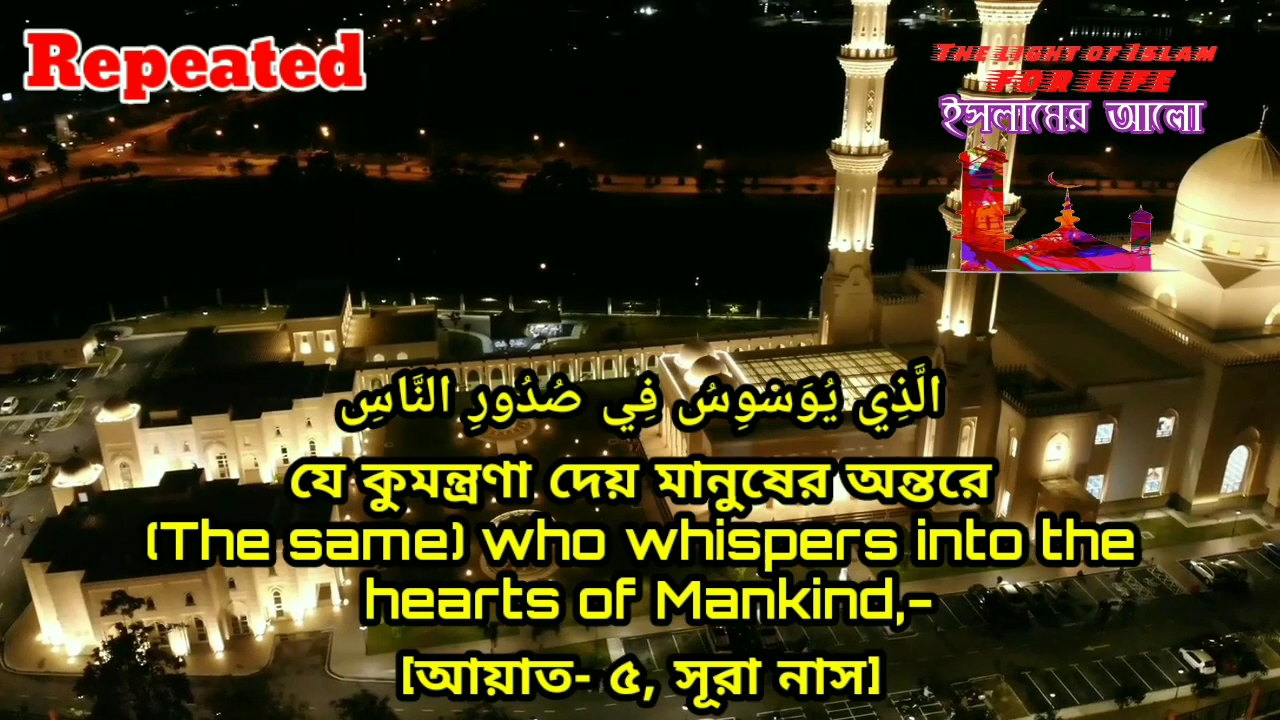 Repeated
The light of Islam
FOR LIFE
ইসলামের আলো
الَّذِي يُوَسْوِسُ فِي صُدُورِ النَّاسِ
যে কুমন্ত্রণা দেয় মানুষের অন্তরে
(The same) who whispers into the
hearts of Mankind,-
[আয়াত- ৫, সূরা নাস]